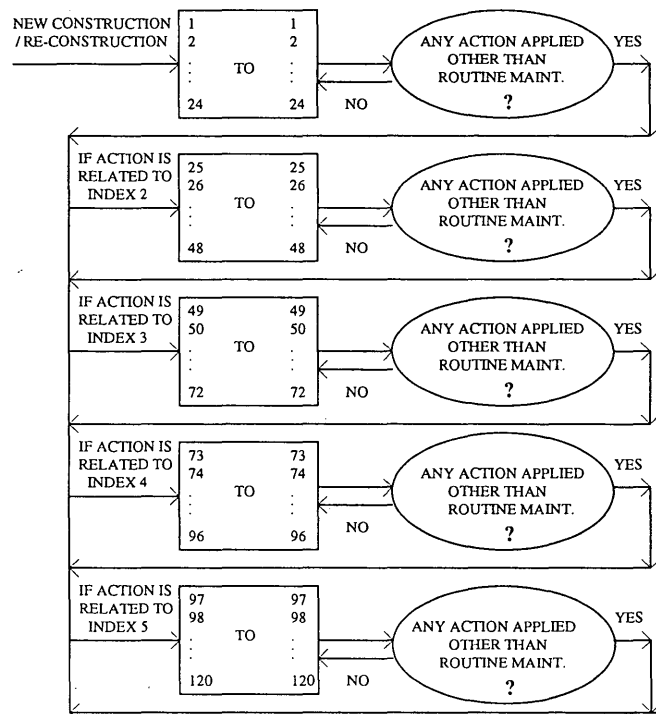 NEW CONSTRUCTION
/ RE-CONSTRUCTION
1 1
2 2
TO
24 24
ANY ACTION APPLIED
OTHER THAN
ROUTINE MAINT.
?
YES
NO
IF ACTION IS
RELATED TO
INDEX 2
25 25
26 26
TO
48 48
ANY ACTION APPLIED
OTHER THAN
ROUTINE MAINT.
?
YES
NO
IF ACTION IS
RELATED TO
INDEX 3
49 49
50 50
TO
72 72
ANY ACTION APPLIED
OTHER THAN
ROUTINE MAINT.
?
YES
NO
IF ACTION IS
RELATED TO
INDEX 4
73 73
74 74
TO
96 96
ANY ACTION APPLIED
OTHER THAN
ROUTINE MAINT.
?
YES
NO
IF ACTION IS
RELATED TO
INDEX 5
97 97
98 98
TO
120 120
ANY ACTION APPLIED
OTHER THAN
ROUTINE MAINT.
?
YES
NO